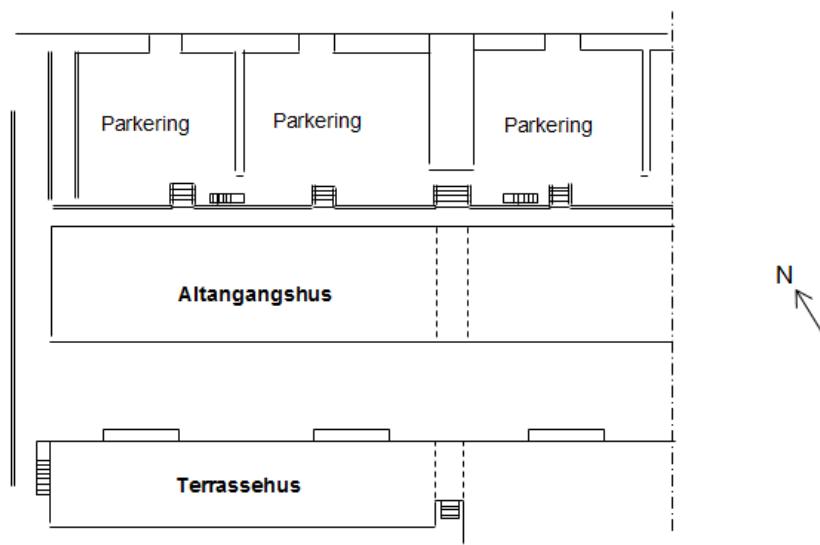 Parkering
Parkering
Parkering
Altangangshus
N
Terrassehus